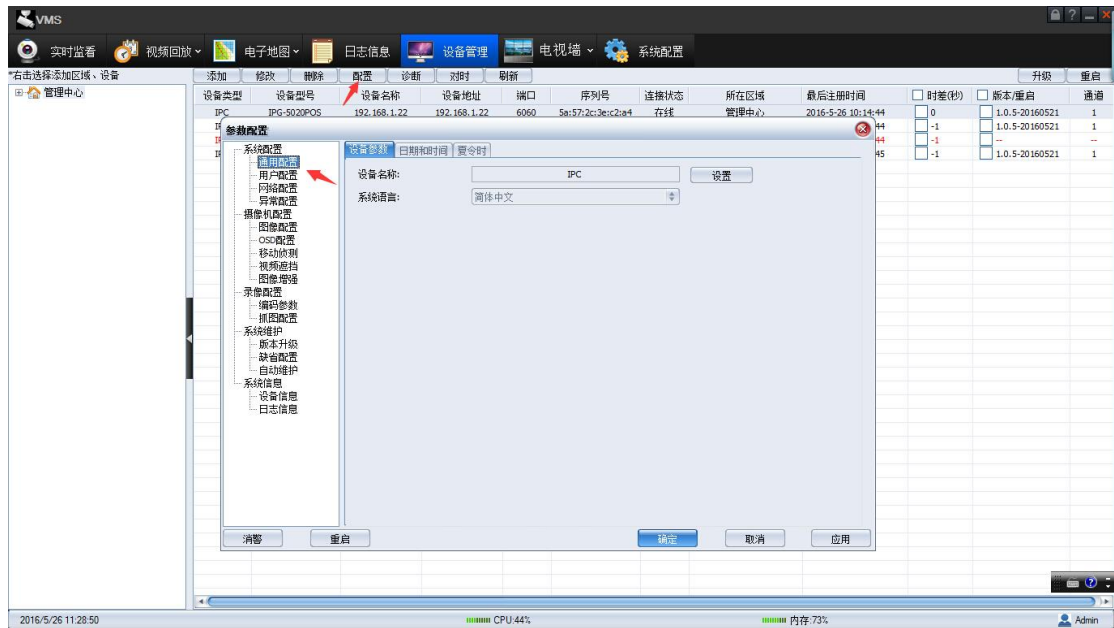 VMS
实时监看 视频回放 电子地图 日志信息 设备管理 电视墙 系统配置
*右击选择添加区域、设备 添加 修改 删除 配置 诊断 对时 刷新 升级 重启
管理中心
设备类型 设备型号 设备名称 设备地址 端口 序列号 连接状态 所在区域 最后注册时间 时差(秒) 版本/重启 通道
IPC IPG-5020POS 192.168.1.22 192.168.1.22 6060 5a:57:2c:3e:c2:a4 在线 管理中心 2016-5-26 10:14:44 0 1.0.5-20160521 1
44 -1 1.0.5-20160521 1
44 -1 -- --
45 -1 1.0.5-20160521 1
参数配置
系统配置
通用配置
用户配置
网络配置
异常配置
摄像机配置
图像配置
OSD配置
移动侦测
视频遮挡
图像增强
录像配置
编码参数
抓图配置
系统维护
版本升级
缺省配置
自动维护
系统信息
设备信息
日志信息
设备参数 日期和时间 夏令时
设备名称: IPC 设置
系统语言: 简体中文
消警 重启 确定 取消 应用
2016/5/26 11:28:50 CPU:44% 内存:73% Admin